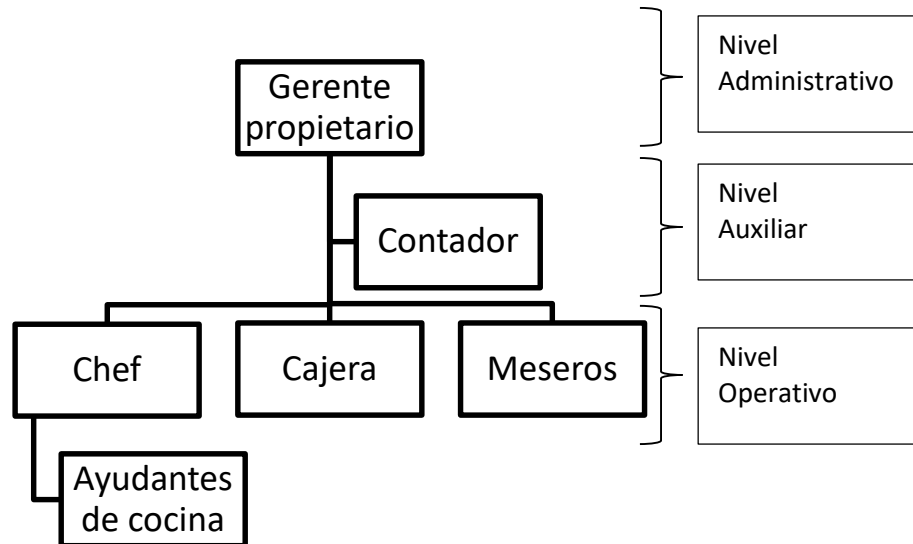 Nivel
Administrativo
Gerente
propietario
Nivel
Auxiliar
Contador
Chef
Cajera
Meseros
Nivel
Operativo
Ayudantes
de cocina